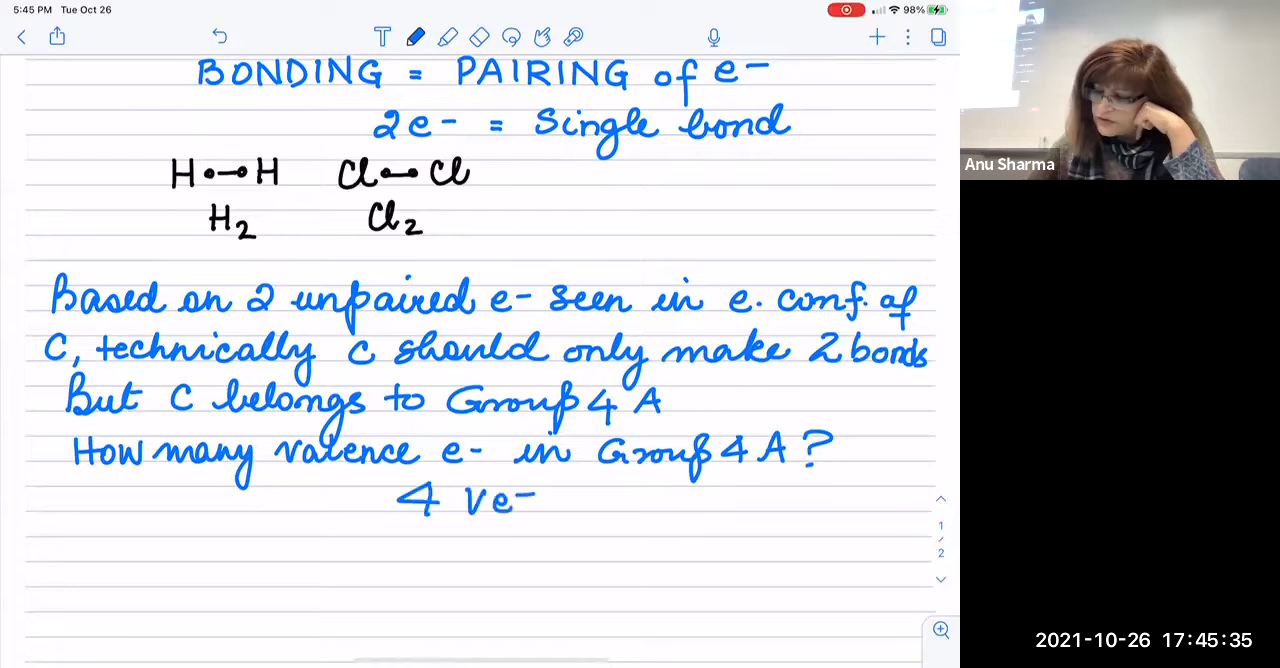 5:45 PM Tue Oct 26
98%
BONDING = PAIRING of e-
2e- = Single bond
H H Cl Cl
H2 Cl2
Based on 2 unpaired e- seen in e. conf. of
C, technically C should only make 2 bonds
But C belongs to Group 4 A
How many valence e- in Group 4 A ?
4 ve-
1
2
Anu Sharma
2021-10-26 17:45:35